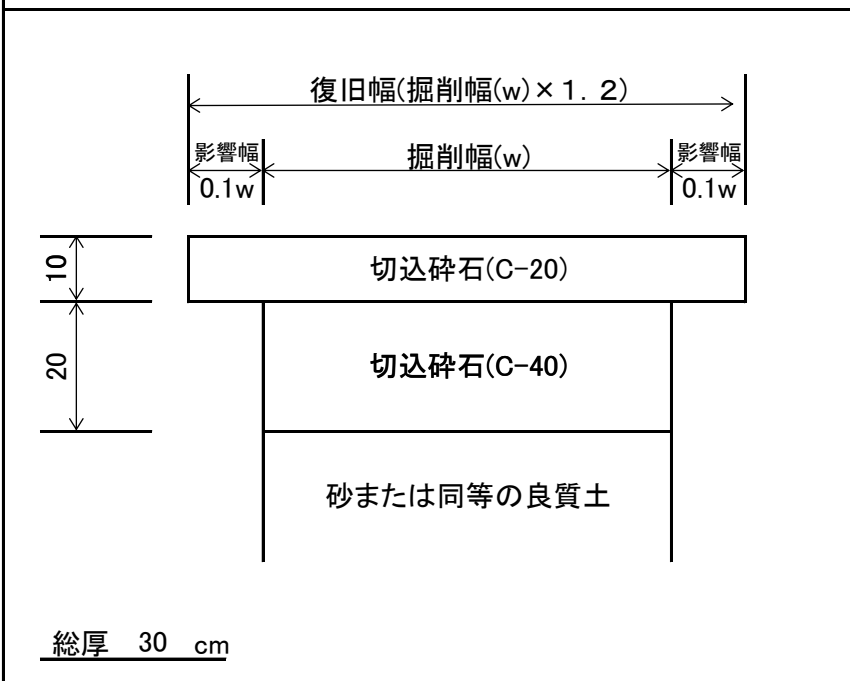 復旧幅(掘削幅(w)×1.2)
影響幅
掘削幅(w)
影響幅
0.1w
0.1w
10
切込砕石(C-20)
20
切込砕石(C-40)
砂または同等の良質土
総厚 30 cm